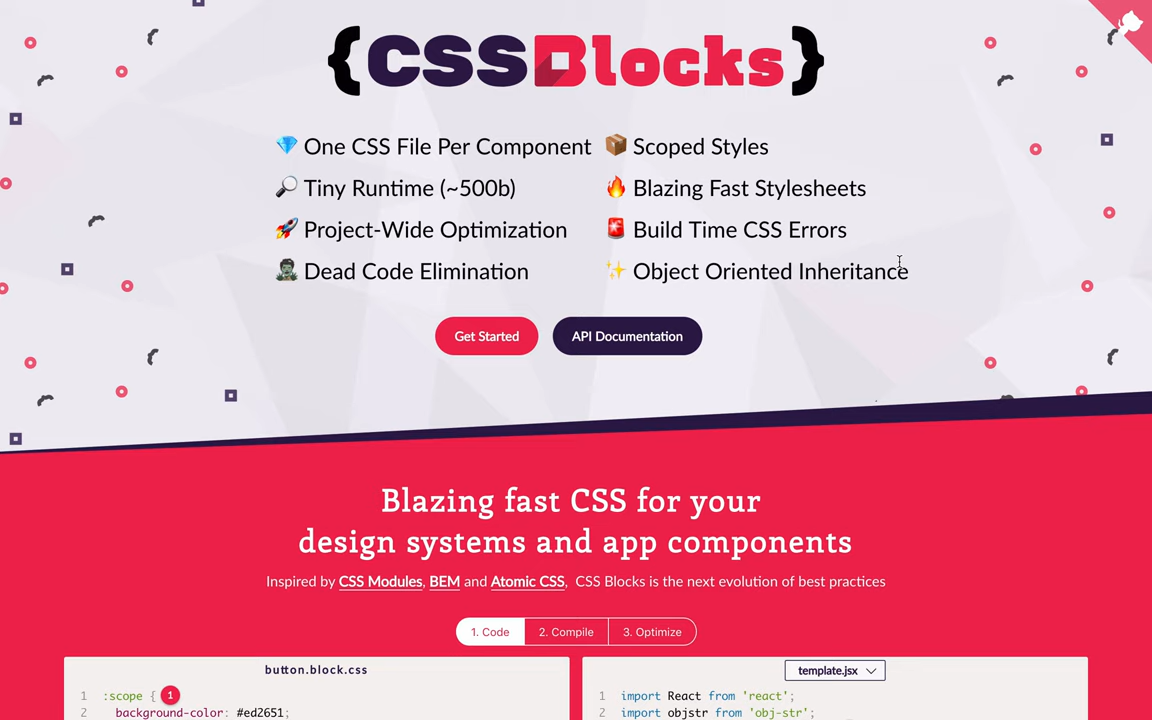 {CSSBlocks}
💎 One CSS File Per Component
📦 Scoped Styles
🔎 Tiny Runtime (~500b)
🔥 Blazing Fast Stylesheets
🚀 Project-Wide Optimization
🚨 Build Time CSS Errors
🧟 Dead Code Elimination
✨ Object Oriented Inheritance
Get Started
API Documentation
Blazing fast CSS for your
design systems and app components
Inspired by CSS Modules, BEM and Atomic CSS, CSS Blocks is the next evolution of best practices
1. Code
2. Compile
3. Optimize
button.block.css
1 :scope { 1
2 background-color: #ed2651;
template.jsx
1 import React from 'react';
2 import objstr from 'obj-str';